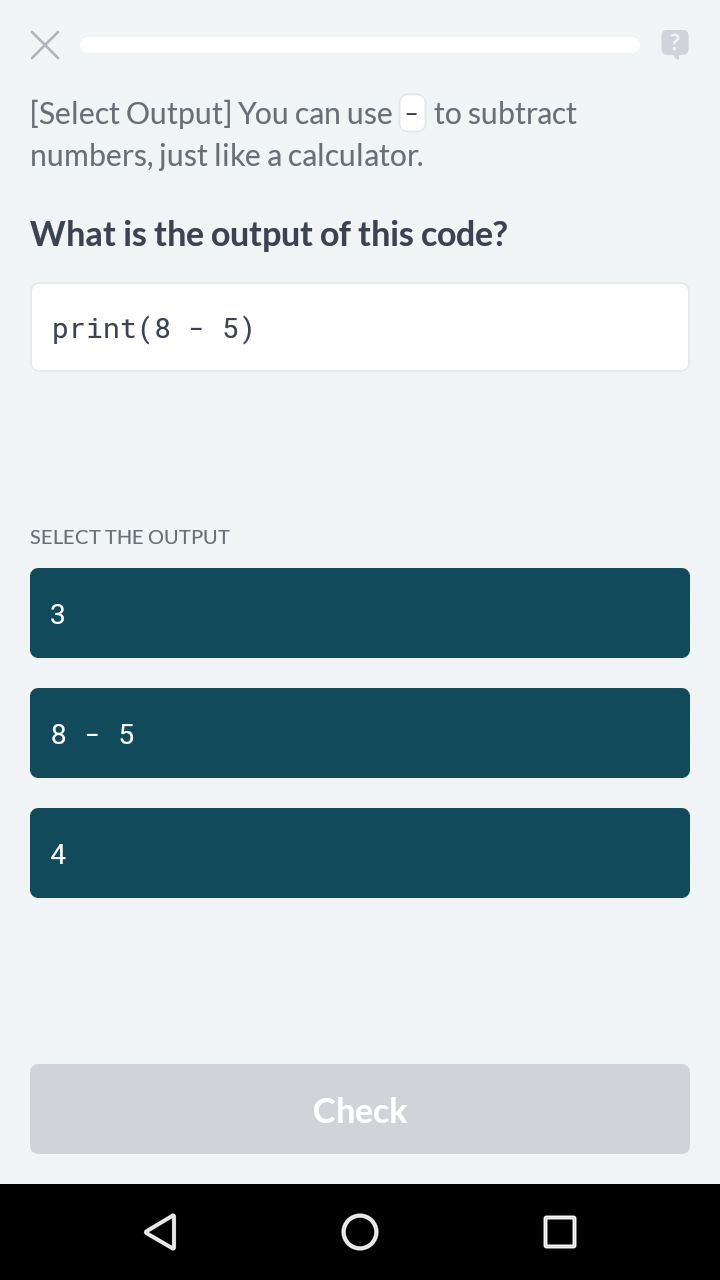 ?
[Select Output] You can use - to subtract
numbers, just like a calculator.
What is the output of this code?
print(8 - 5)
SELECT THE OUTPUT
3
8 - 5
4
Check